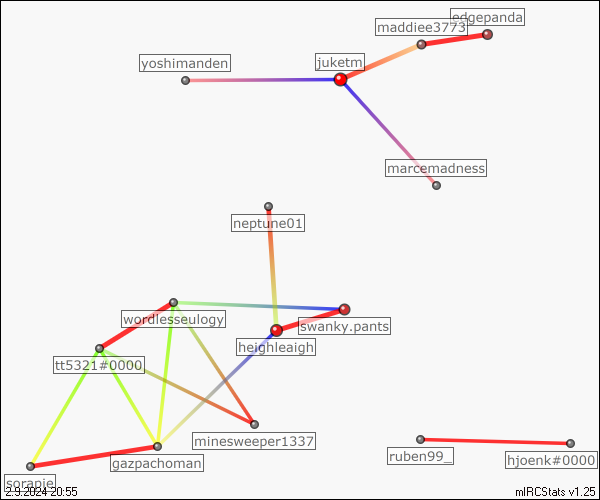 edgepanda
maddiee3773
yoshimanden
juketm
marcemadness
neptune01
wordlesseulogy
swanky.pants
heighleaigh
tt5321#0000
minesweeper1337
ruben99_
hjoenk#0000
gazpachoman
sorapie
2.9.2024 20:55
mIRCStats v1.25